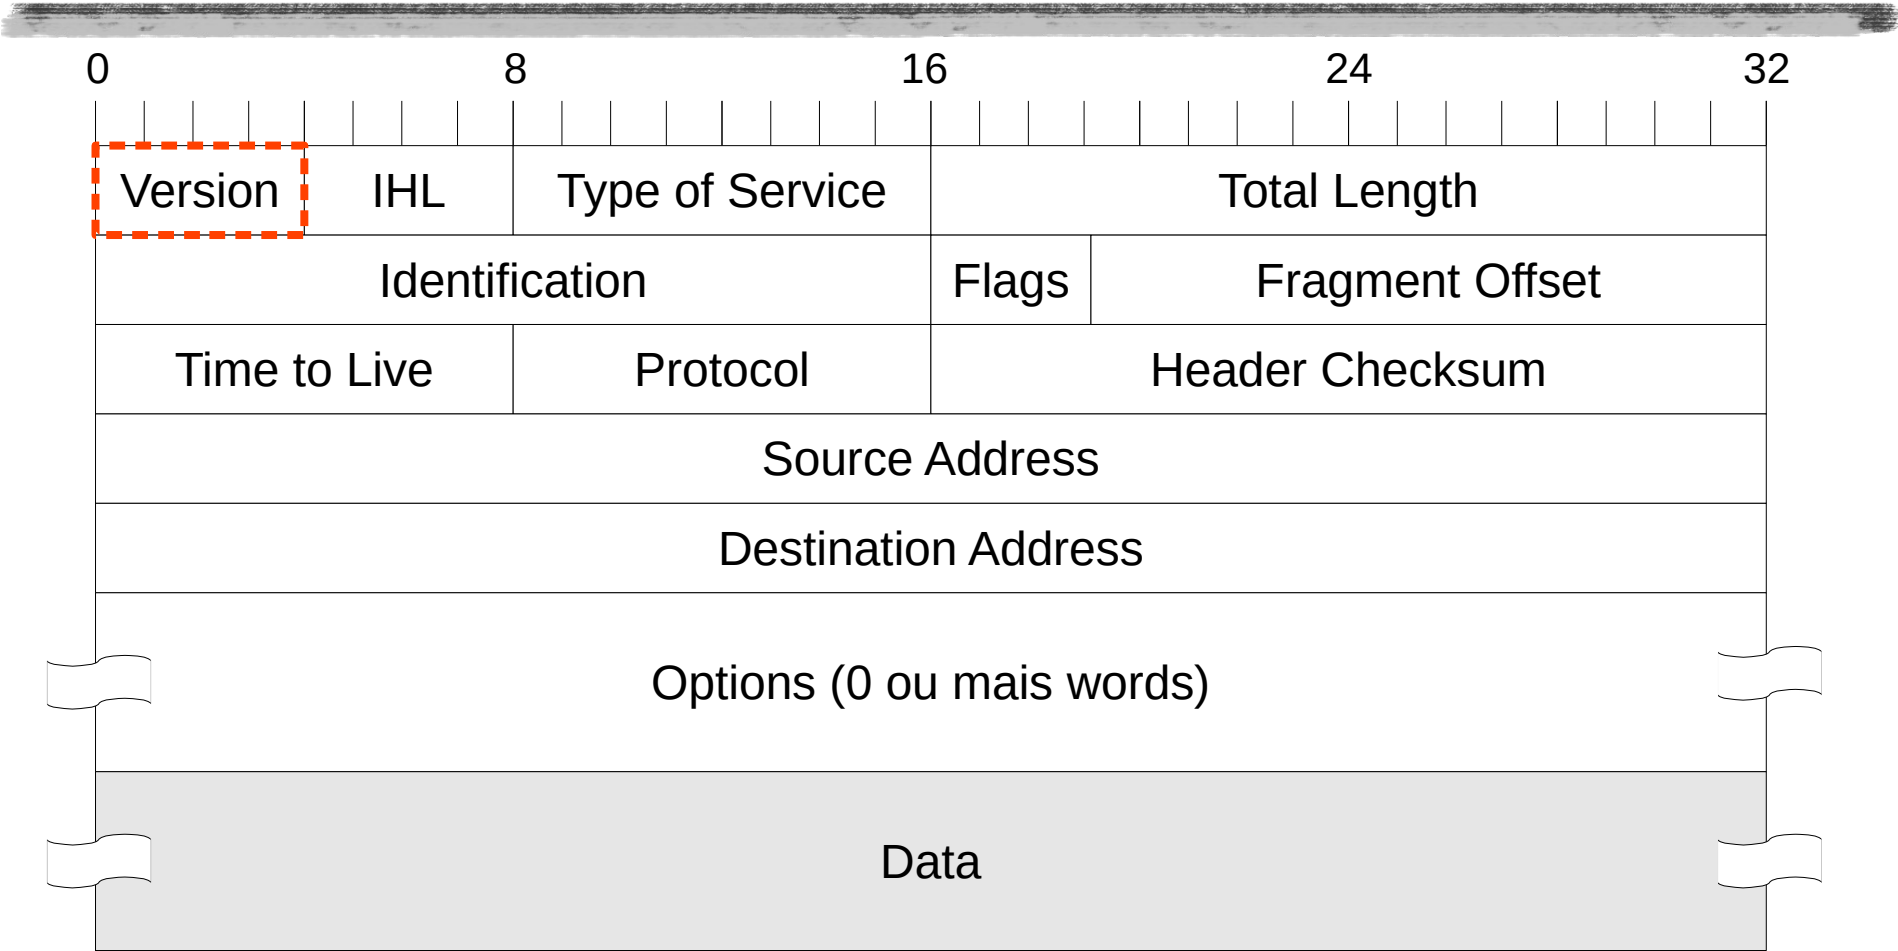 0 8 16 24 32
Version IHL Type of Service Total Length
Identification Flags Fragment Offset
Time to Live Protocol Header Checksum
Source Address
Destination Address
Options (0 ou mais words)
Data